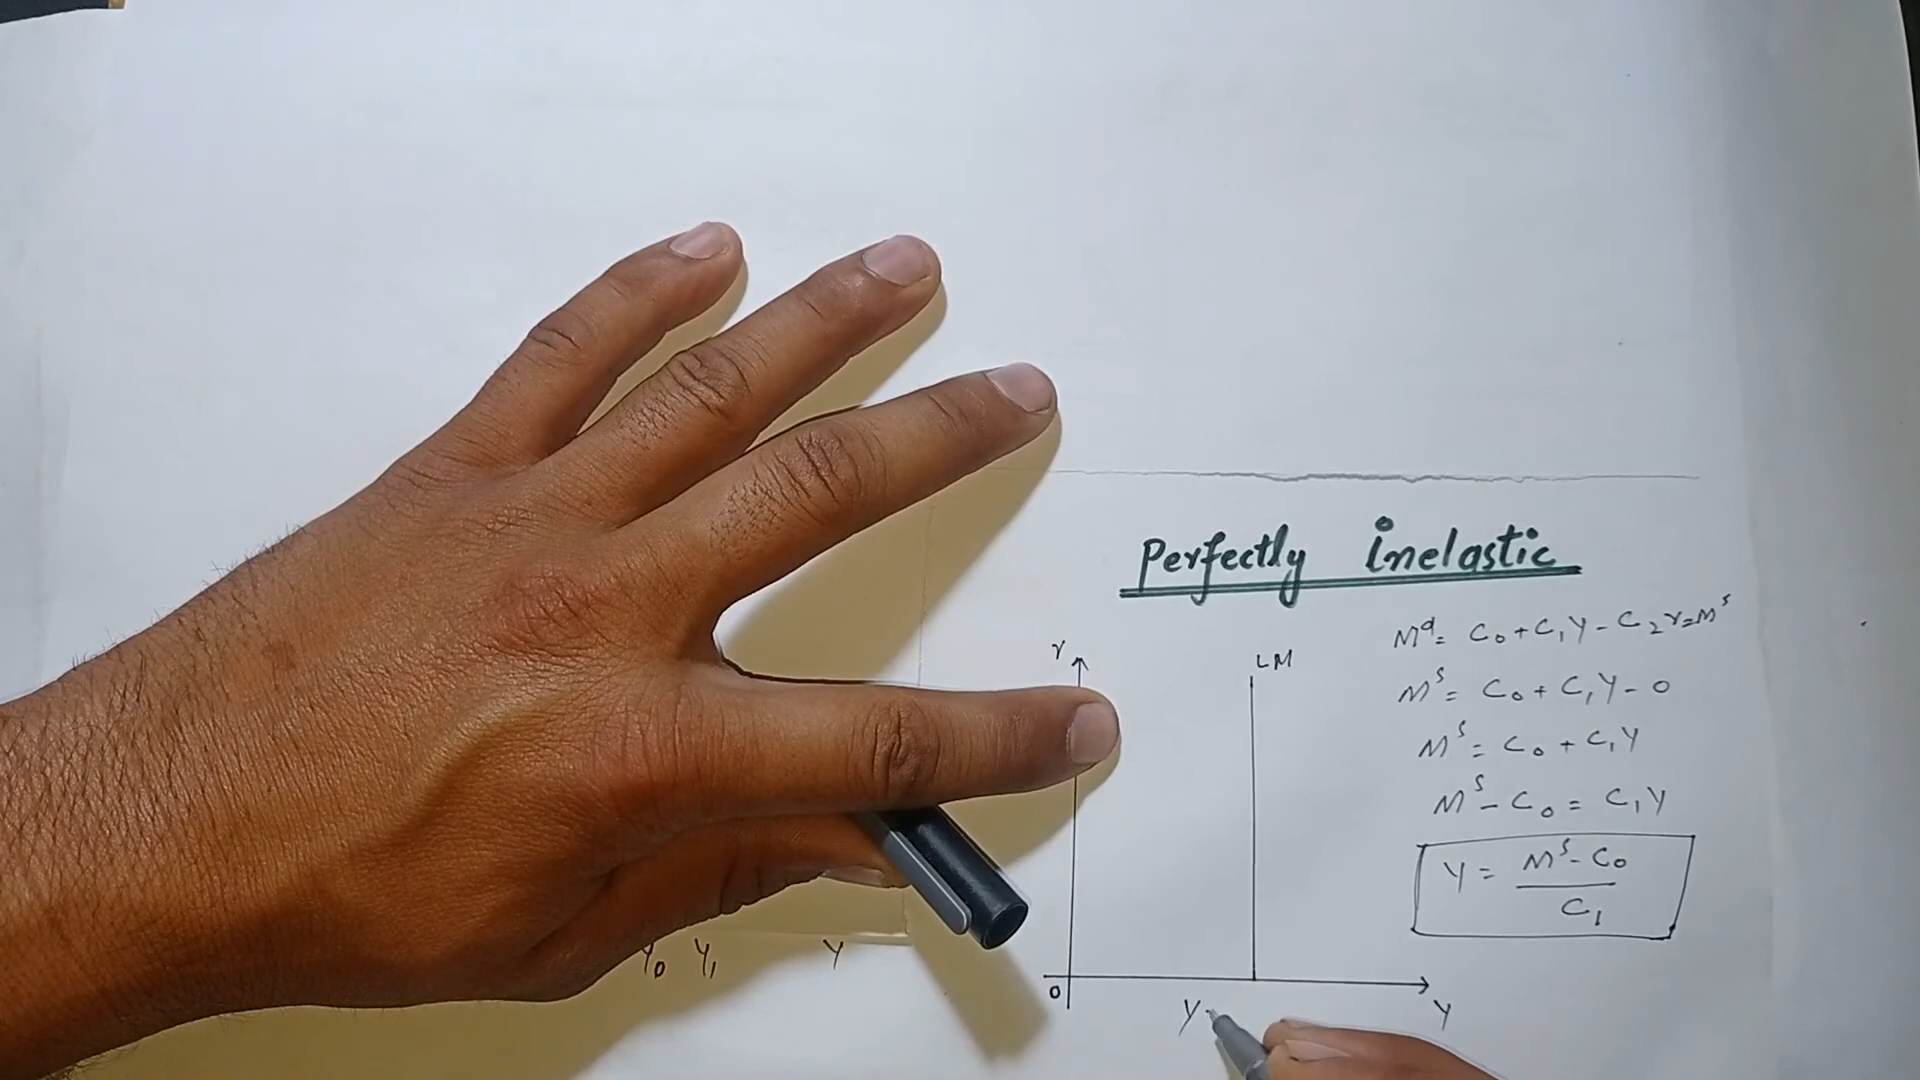 Perfectly inelastic
r
LM
O
Y
Y
Y₀ Y₁ Y
Mᵈ = C₀ + C₁Y - C₂r = Mˢ
Mˢ = C₀ + C₁Y - 0
Mˢ = C₀ + C₁Y
Mˢ - C₀ = C₁Y
Y = Mˢ - C₀
C₁